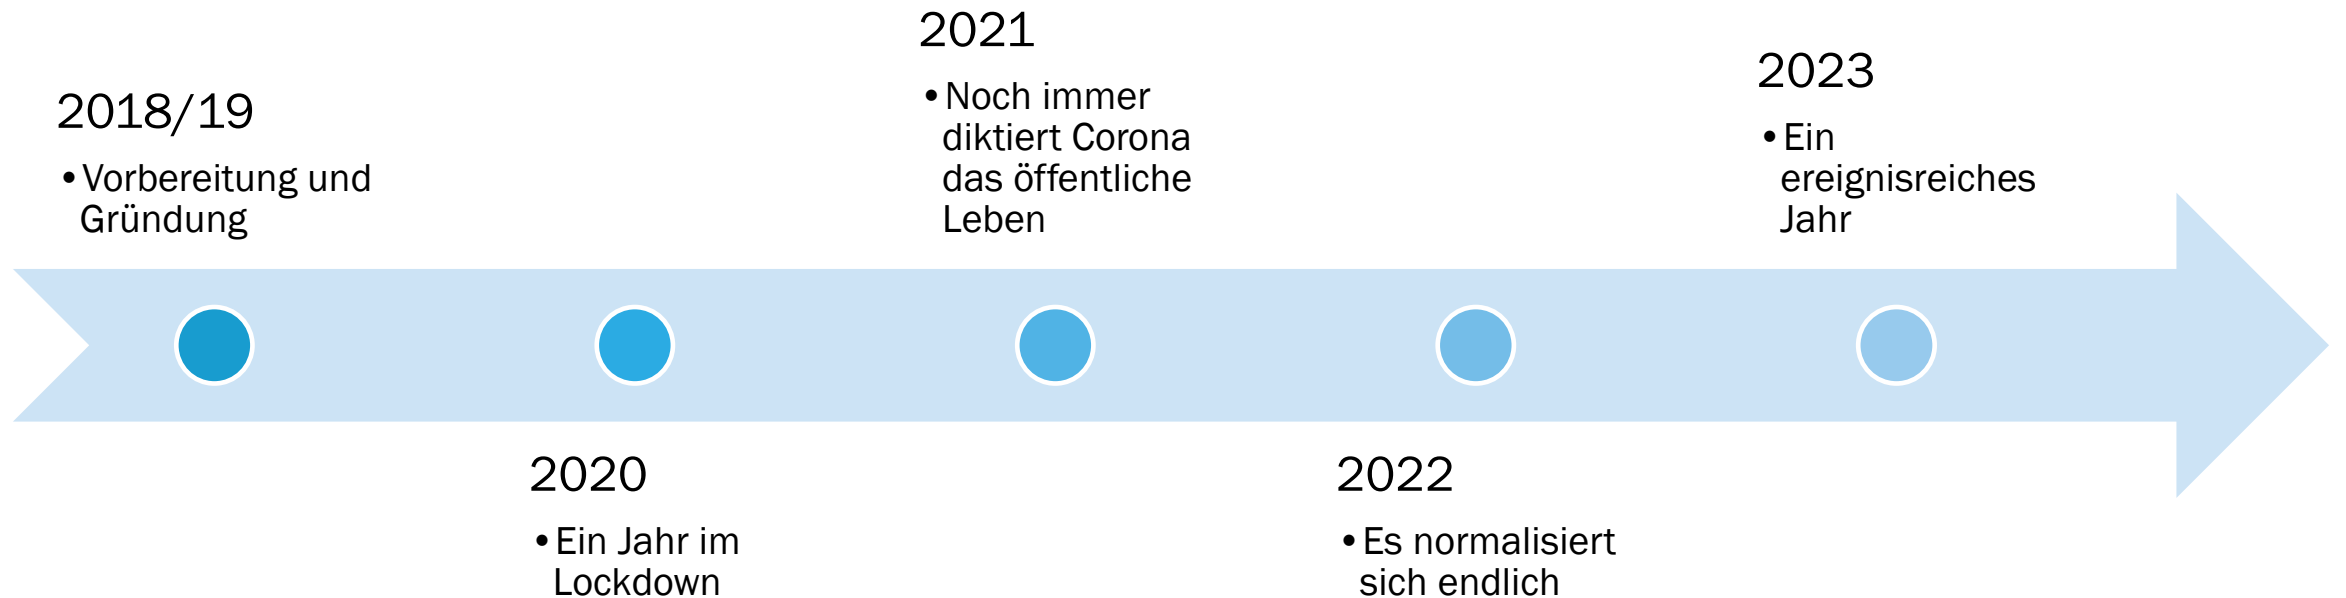 2018/19
•Vorbereitung und
Gründung
2020
•Ein Jahr im
Lockdown
2021
•Noch immer
diktiert Corona
das öffentliche
Leben
2022
•Es normalisiert
sich endlich
2023
•Ein
ereignisreiches
Jahr